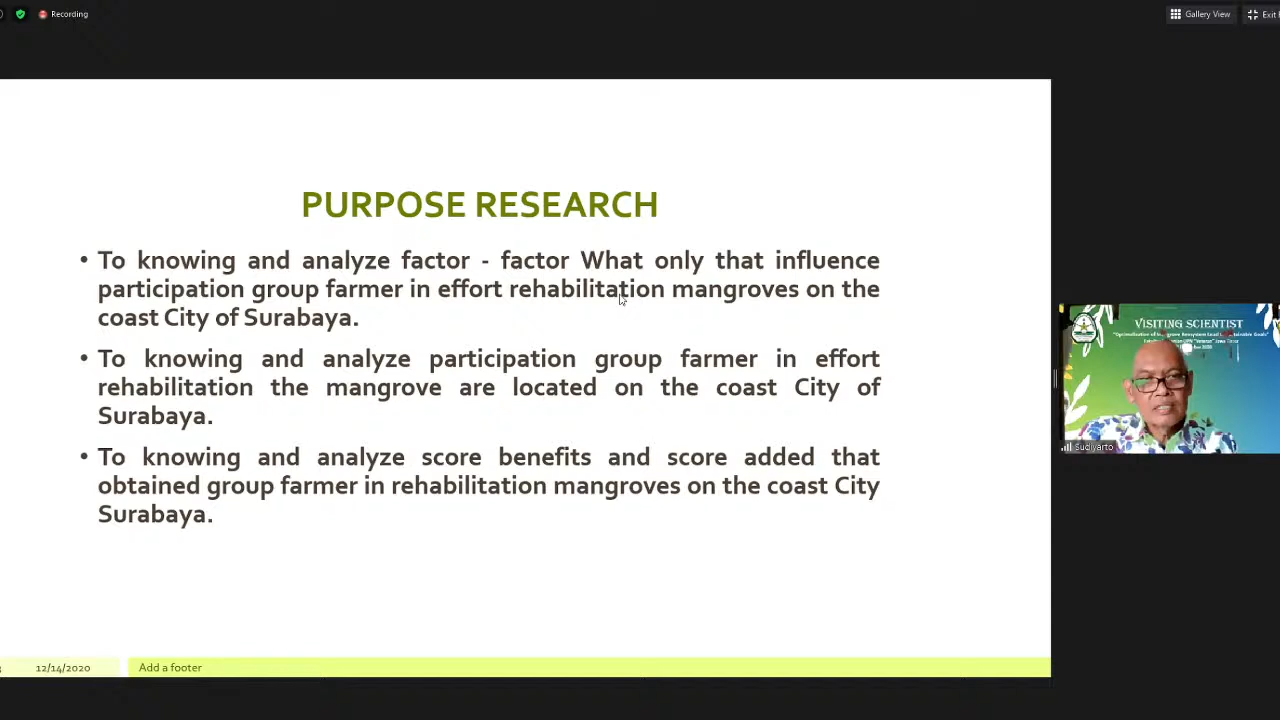 Recording
Gallery View
Exit
PURPOSE RESEARCH
• To knowing and analyze factor - factor What only that influence
participation group farmer in effort rehabilitation mangroves on the
coast City of Surabaya.
• To knowing and analyze participation group farmer in effort
rehabilitation the mangrove are located on the coast City of
Surabaya.
• To knowing and analyze score benefits and score added that
obtained group farmer in rehabilitation mangroves on the coast City
Surabaya.
VISITING SCIENTIST
Sudiyarto
12/14/2020
Add a footer